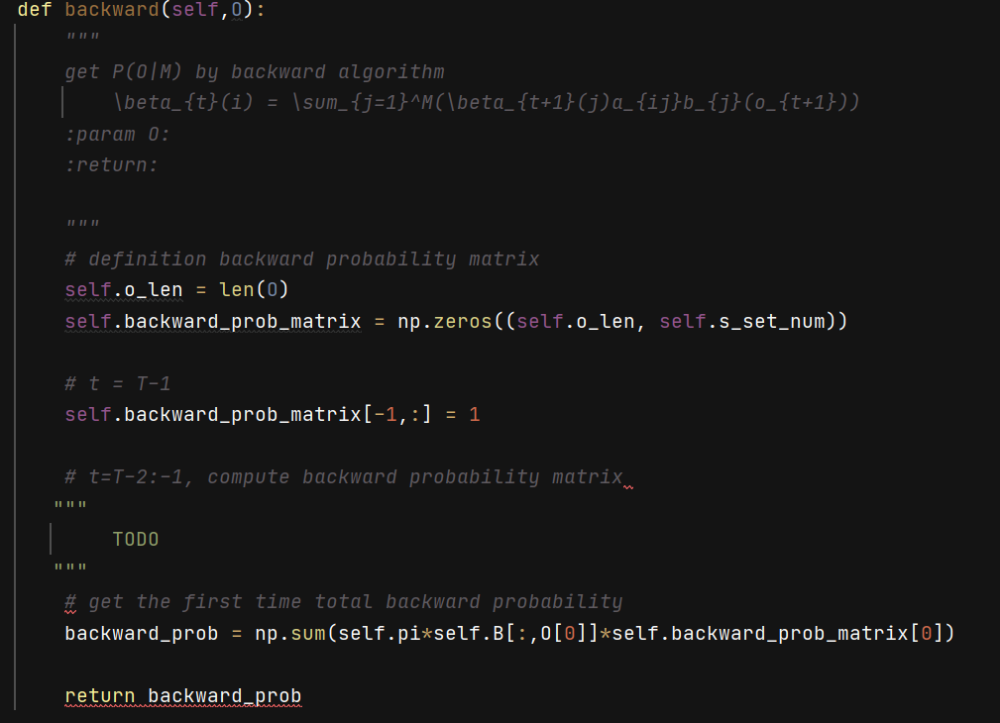 def backward(self,O):
"""
get P(O|M) by backward algorithm
\beta_{t}(i) = \sum_{j=1}^M(\beta_{t+1}(j)a_{ij}b_{j}(o_{t+1}))
:param O:
:return:
"""
# definition backward probability matrix
self.o_len = len(O)
self.backward_prob_matrix = np.zeros((self.o_len, self.s_set_num))
# t = T-1
self.backward_prob_matrix[-1,:] = 1
# t=T-2:-1, compute backward probability matrix
"""
TODO
"""
# get the first time total backward probability
backward_prob = np.sum(self.pi*self.B[:,O[0]]*self.backward_prob_matrix[0])
return backward_prob